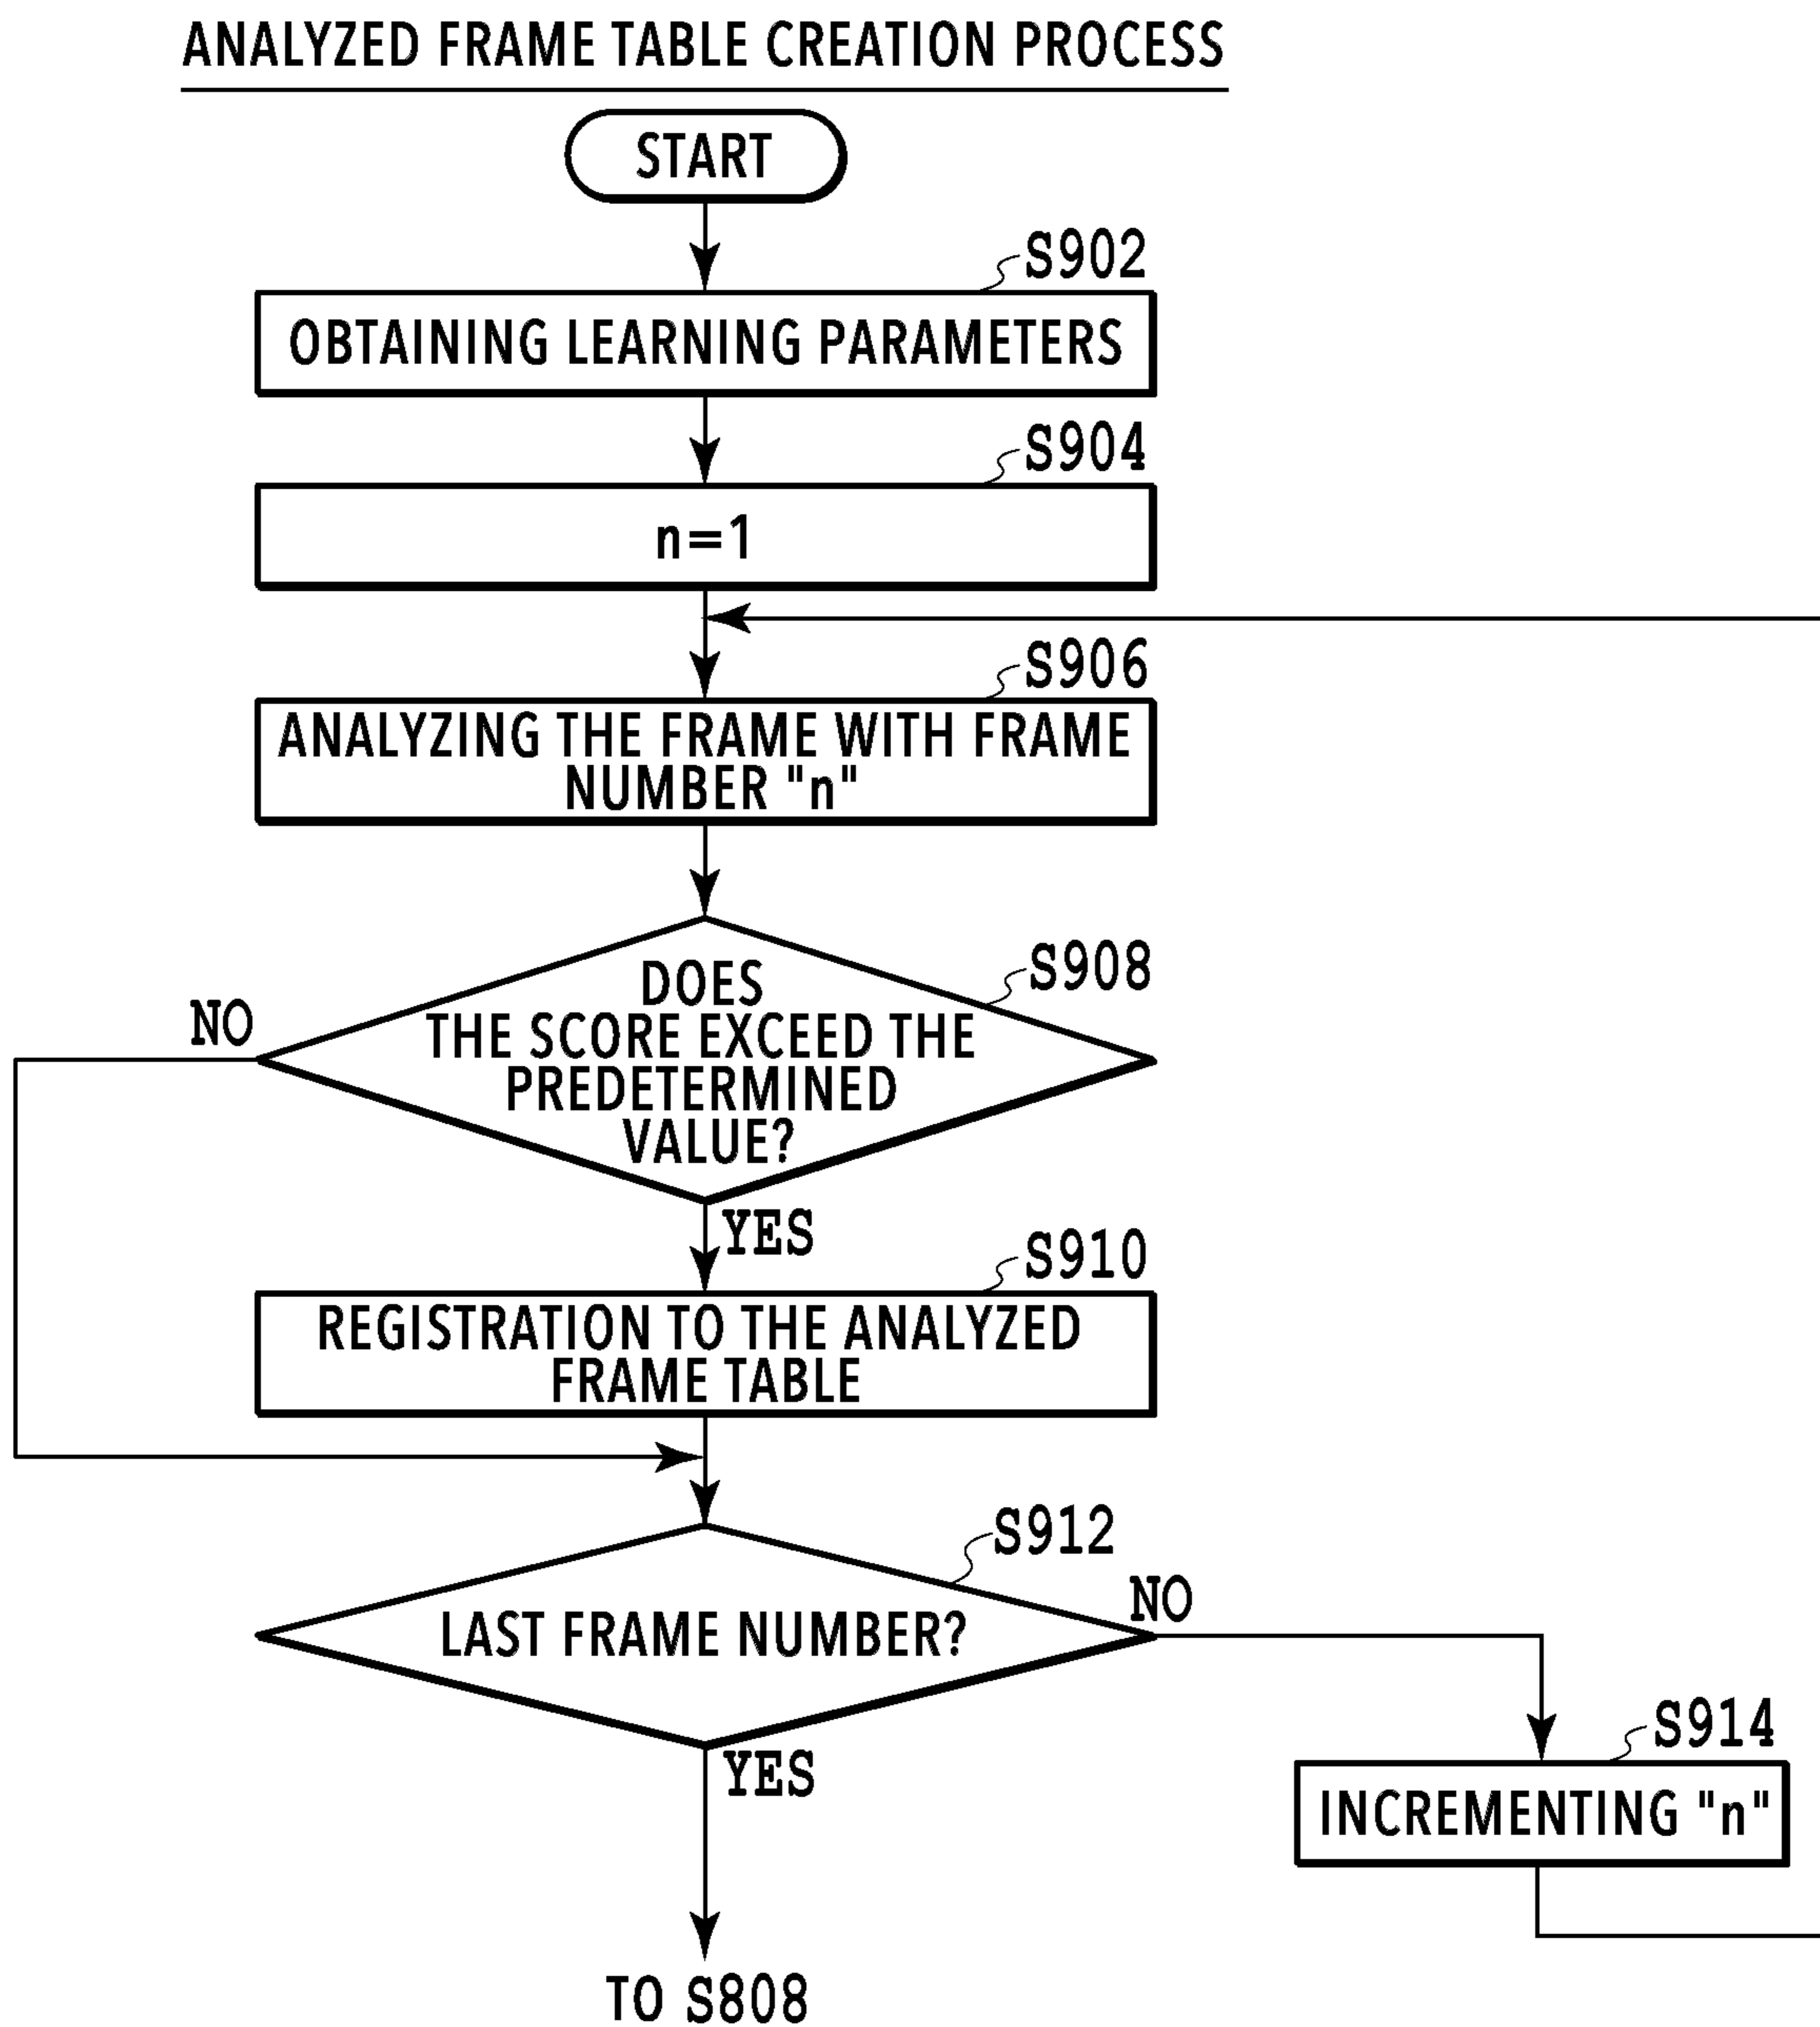 ANALYZED FRAME TABLE CREATION PROCESS
START
S902
OBTAINING LEARNING PARAMETERS
S904
n=1
S906
ANALYZING THE FRAME WITH FRAME
NUMBER "n"
S908
DOES
THE SCORE EXCEED THE
PREDETERMINED
VALUE?
NO
YES
S910
REGISTRATION TO THE ANALYZED
FRAME TABLE
S912
LAST FRAME NUMBER?
NO
S914
INCREMENTING "n"
YES
TO S808